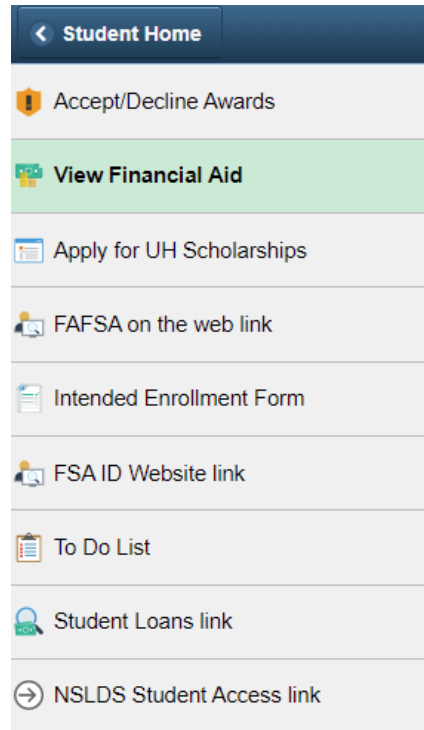 Student Home
Accept/Decline Awards
View Financial Aid
Apply for UH Scholarships
FAFSA on the web link
Intended Enrollment Form
FSA ID Website link
To Do List
Student Loans link
NSLDS Student Access link